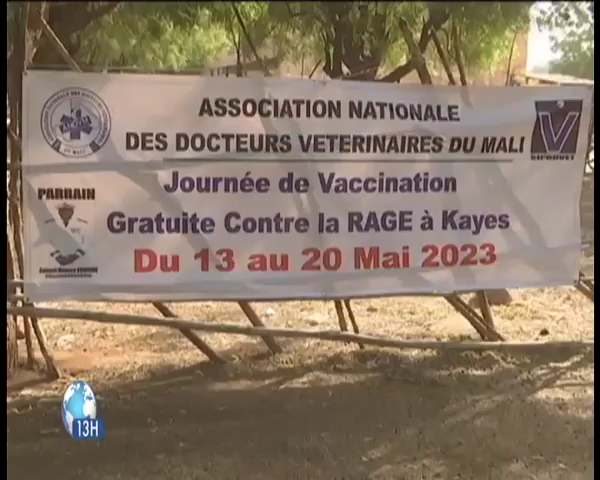 ASSOCIATION NATIONALE
DES DOCTEURS VETERINAIRES DU MALI
Journée de Vaccination
Gratuite Contre la RAGE à Kayes
Du 13 au 20 Mai 2023
PARRAIN
V
SIPROVET
13H